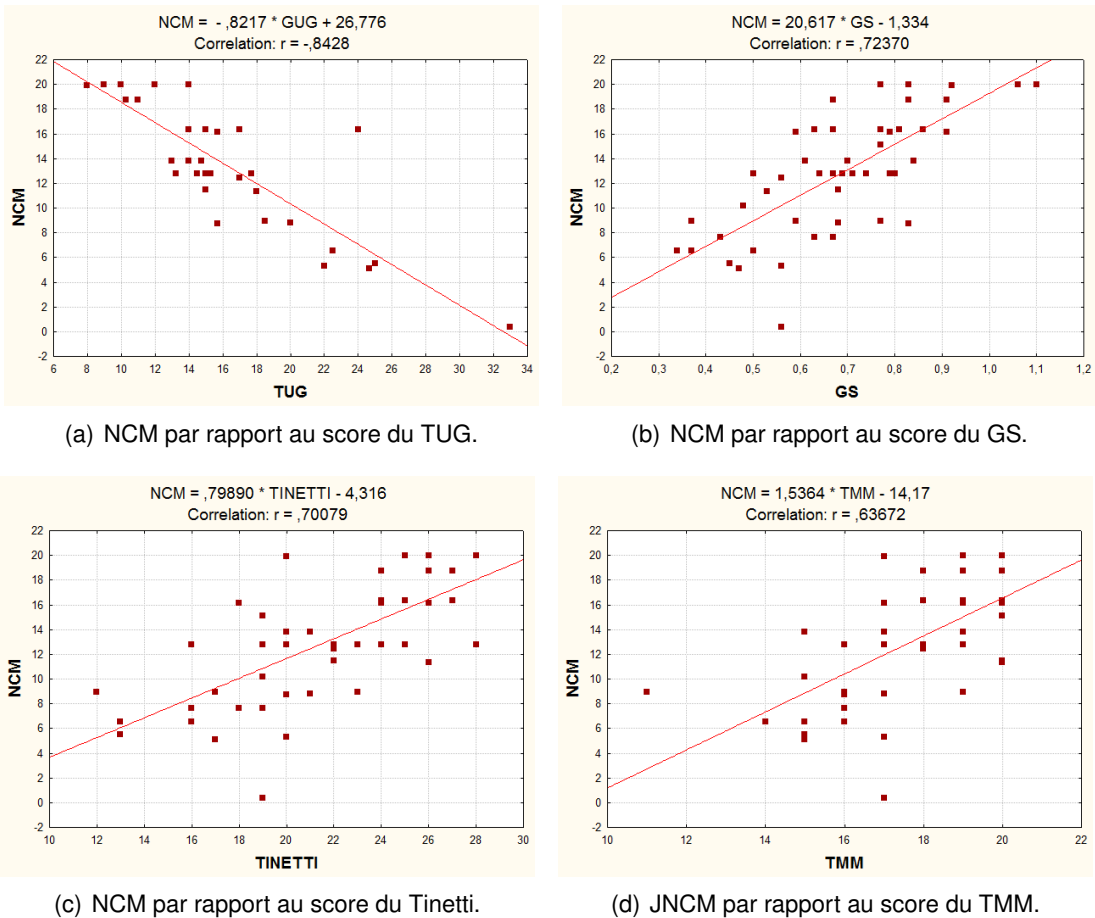 NCM = -,8217 * GUG + 26,776
Correlation: r = -,8428
22
20
18
16
14
12
10
8
6
4
2
0
-2
NCM
6 8 10 12 14 16 18 20 22 24 26 28 30 32 34
TUG
(a) NCM par rapport au score du TUG.
NCM = 20,617 * GS - 1,334
Correlation: r = ,72370
22
20
18
16
14
12
10
8
6
4
2
0
-2
NCM
0,2 0,3 0,4 0,5 0,6 0,7 0,8 0,9 1,0 1,1 1,2
GS
(b) NCM par rapport au score du GS.
NCM = ,79890 * TINETTI - 4,316
Correlation: r = ,70079
22
20
18
16
14
12
10
8
6
4
2
0
-2
NCM
10 12 14 16 18 20 22 24 26 28 30
TINETTI
(c) NCM par rapport au score du Tinetti.
NCM = 1,5364 * TMM - 14,17
Correlation: r = ,63672
22
20
18
16
14
12
10
8
6
4
2
0
-2
NCM
10 12 14 16 18 20 22
TMM
(d) JNCM par rapport au score du TMM.